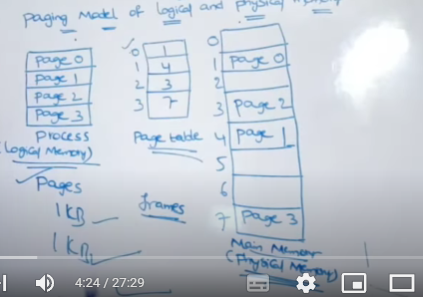 Paging Model of Logical and Physical Memory
Page 0
Page 1
Page 2
Page 3
Process
(Logical Memory)
0 1
1 4
2 3
3 7
Page table
0
1 Page 0
2
3 Page 2
4 Page 1
5
6
7 Page 3
Main Memory
(Physical Memory)
Pages
frames
1 KB
1 KB
4:24 / 27:29